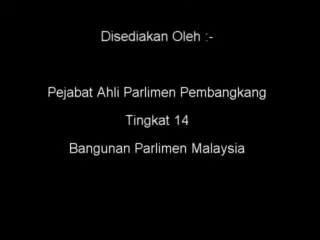 Disediakan Oleh :-
Pejabat Ahli Parlimen Pembangkang
Tingkat 14
Bangunan Parlimen Malaysia